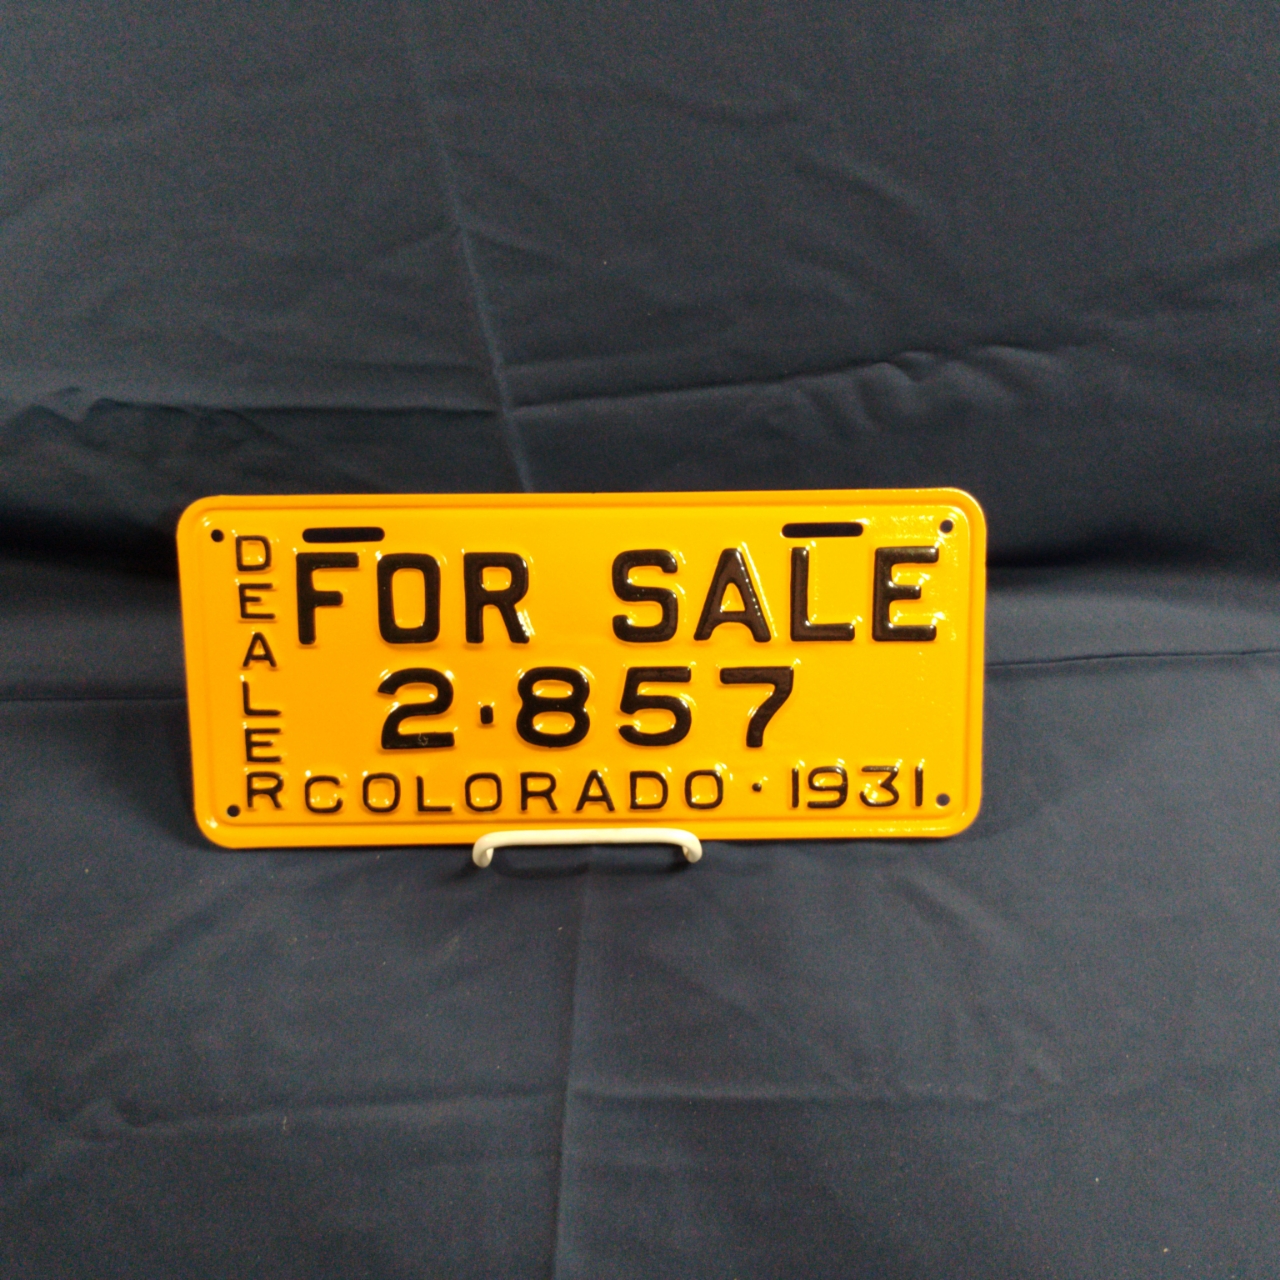 DEALER
FOR SALE
2·857
COLORADO · 1931